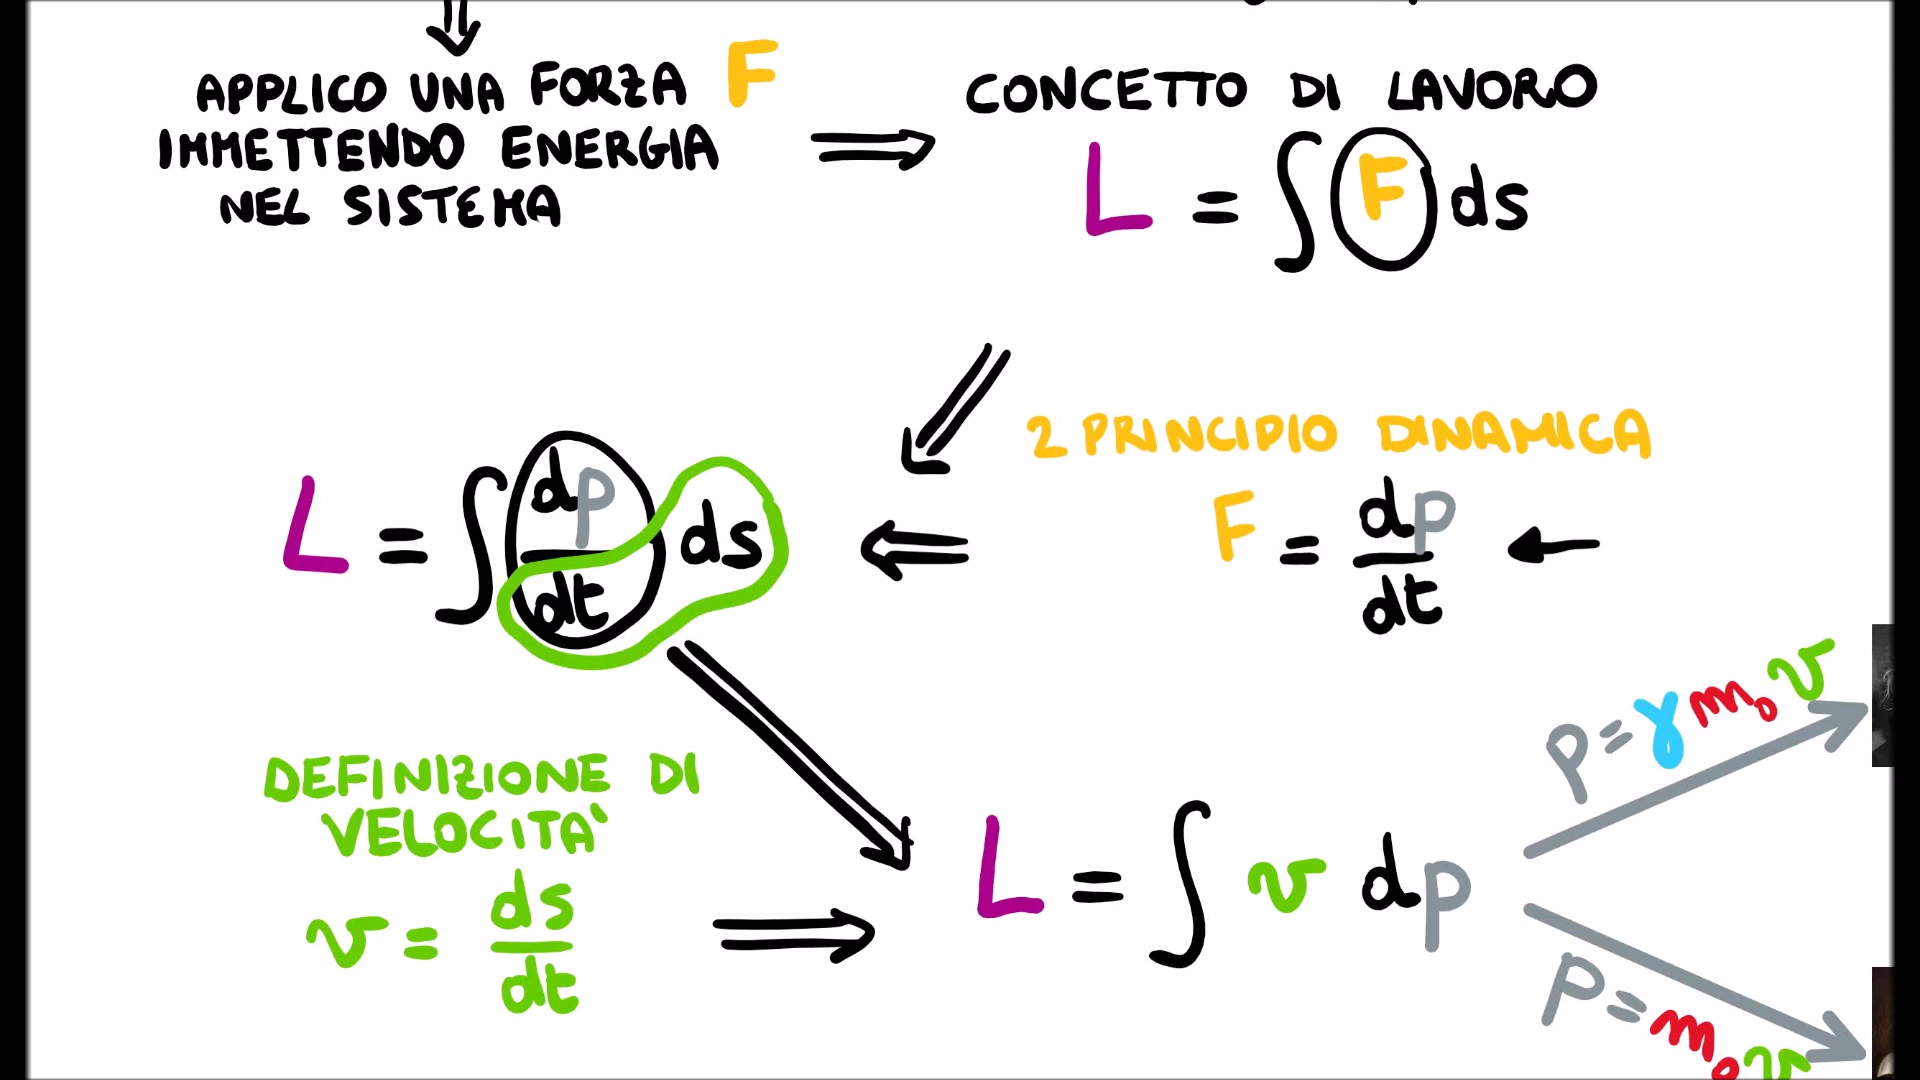 APPLICO UNA FORZA F
IMMETTENDO ENERGIA
NEL SISTEMA
CONCETTO DI LAVORO
L = ∫ F ds
2 PRINCIPIO DINAMICA
F = dp/dt
L = ∫ dp/dt ds
DEFINIZIONE DI
VELOCITA'
v = ds/dt
L = ∫ v dp
p = γ m₀ v
p = m₀ v